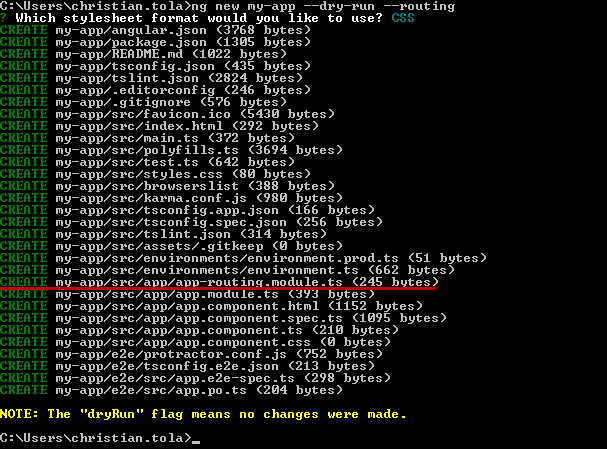 C:\Users\christian.tola>ng new my-app --dry-run --routing
? Which stylesheet format would you like to use? CSS
CREATE my-app/angular.json (3768 bytes)
CREATE my-app/package.json (1305 bytes)
CREATE my-app/README.md (1022 bytes)
CREATE my-app/tsconfig.json (435 bytes)
CREATE my-app/tslint.json (2824 bytes)
CREATE my-app/.editorconfig (246 bytes)
CREATE my-app/.gitignore (576 bytes)
CREATE my-app/src/favicon.ico (5430 bytes)
CREATE my-app/src/index.html (292 bytes)
CREATE my-app/src/main.ts (372 bytes)
CREATE my-app/src/polyfills.ts (3694 bytes)
CREATE my-app/src/test.ts (642 bytes)
CREATE my-app/src/styles.css (80 bytes)
CREATE my-app/src/browserslist (388 bytes)
CREATE my-app/src/karma.conf.js (980 bytes)
CREATE my-app/src/tsconfig.app.json (166 bytes)
CREATE my-app/src/tsconfig.spec.json (256 bytes)
CREATE my-app/src/tslint.json (314 bytes)
CREATE my-app/src/assets/.gitkeep (0 bytes)
CREATE my-app/src/environments/environment.prod.ts (51 bytes)
CREATE my-app/src/environments/environment.ts (662 bytes)
CREATE my-app/src/app/app-routing.module.ts (245 bytes)
CREATE my-app/src/app/app.module.ts (393 bytes)
CREATE my-app/src/app/app.component.html (1152 bytes)
CREATE my-app/src/app/app.component.spec.ts (1095 bytes)
CREATE my-app/src/app/app.component.ts (210 bytes)
CREATE my-app/src/app/app.component.css (0 bytes)
CREATE my-app/e2e/protractor.conf.js (752 bytes)
CREATE my-app/e2e/tsconfig.e2e.json (213 bytes)
CREATE my-app/e2e/src/app.e2e-spec.ts (298 bytes)
CREATE my-app/e2e/src/app.po.ts (204 bytes)
NOTE: The "dryRun" flag means no changes were made.
C:\Users\christian.tola>_